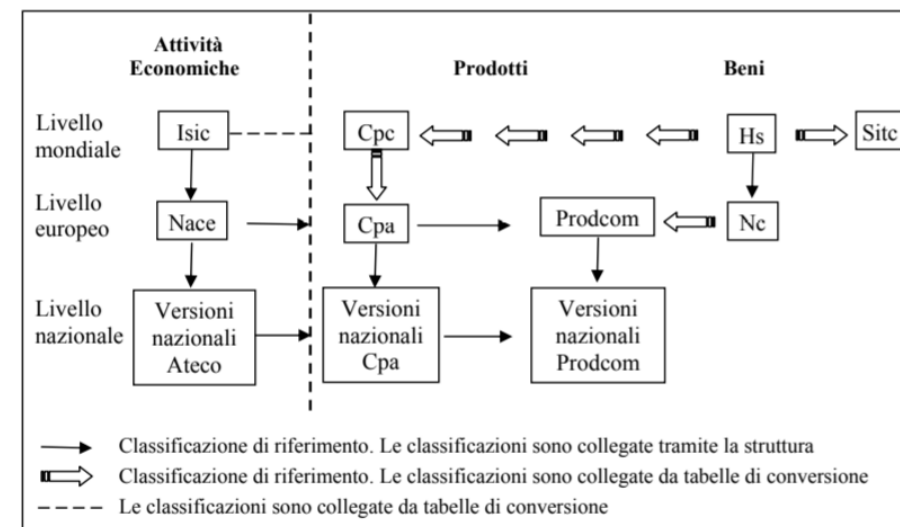 Attività
Economiche
Prodotti
Beni
Livello
mondiale
Isic
Cpc
Hs
Sitc
Livello
europeo
Nace
Cpa
Prodcom
Nc
Livello
nazionale
Versioni
nazionali
Ateco
Versioni
nazionali
Cpa
Versioni
nazionali
Prodcom
Classificazione di riferimento. Le classificazioni sono collegate tramite la struttura
Classificazione di riferimento. Le classificazioni sono collegate da tabelle di conversione
Le classificazioni sono collegate da tabelle di conversione